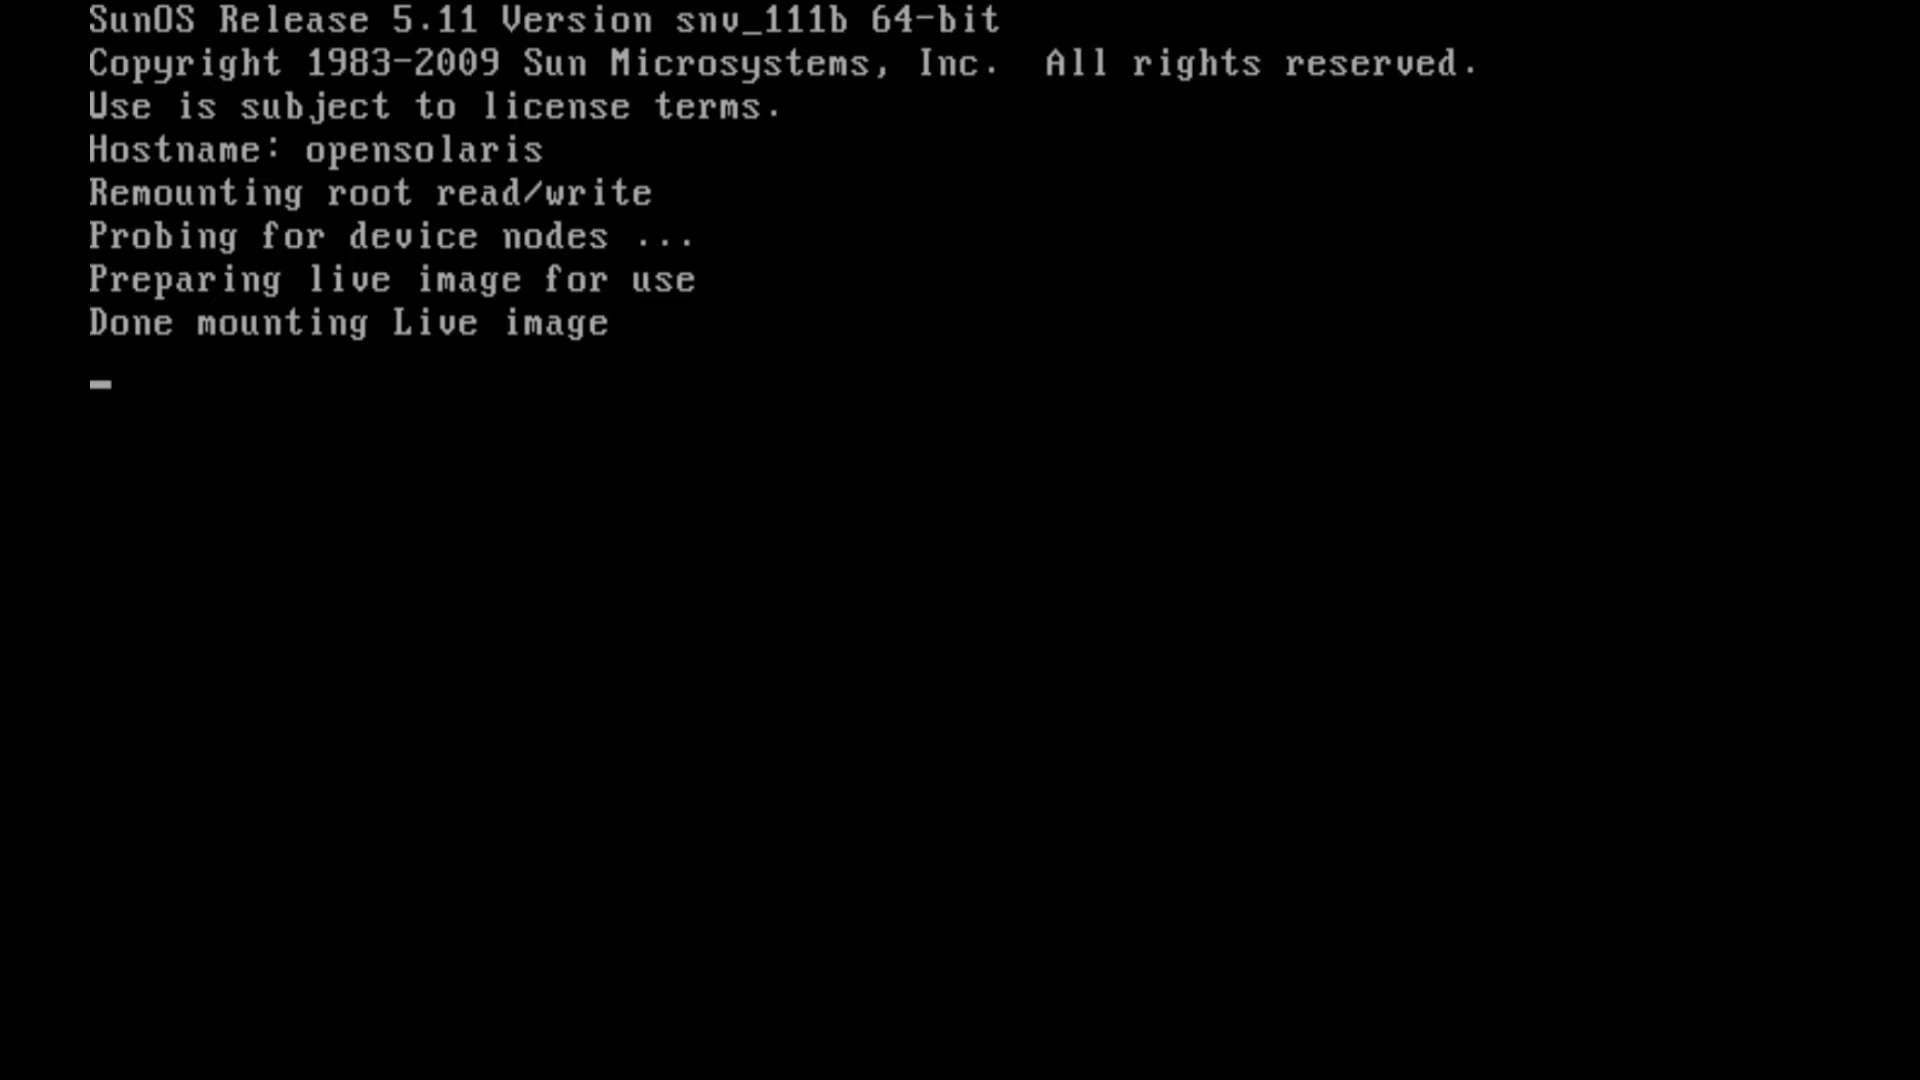 SunOS Release 5.11 Version snv_111b 64-bit
Copyright 1983-2009 Sun Microsystems, Inc.  All rights reserved.
Use is subject to license terms.
Hostname: opensolaris
Remounting root read/write
Probing for device nodes ...
Preparing live image for use
Done mounting Live image